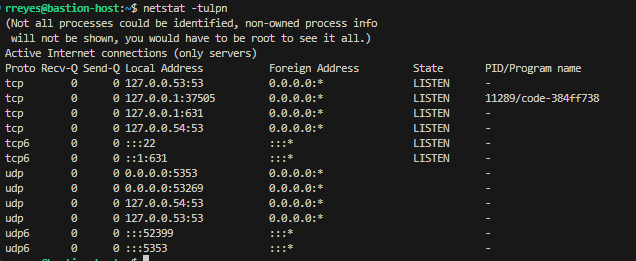 rreyes@bastion-host:~$ netstat -tulpn
(Not all processes could be identified, non-owned process info
 will not be shown, you would have to be root to see it all.)
Active Internet connections (only servers)
Proto Recv-Q Send-Q Local Address           Foreign Address         State       PID/Program name
tcp        0      0 127.0.0.53:53           0.0.0.0:*               LISTEN      -
tcp        0      0 127.0.0.1:37505         0.0.0.0:*               LISTEN      11289/code-384ff738
tcp        0      0 127.0.0.1:631           0.0.0.0:*               LISTEN      -
tcp        0      0 127.0.0.54:53           0.0.0.0:*               LISTEN      -
tcp6       0      0 :::22                   :::*                    LISTEN      -
tcp6       0      0 ::1:631                 :::*                    LISTEN      -
udp        0      0 0.0.0.0:5353            0.0.0.0:*                           -
udp        0      0 0.0.0.0:53269           0.0.0.0:*                           -
udp        0      0 127.0.0.54:53           0.0.0.0:*                           -
udp        0      0 127.0.0.53:53           0.0.0.0:*                           -
udp6       0      0 :::52399                :::*                                -
udp6       0      0 :::5353                 :::*                                -
rreyes@bastion-host:~$